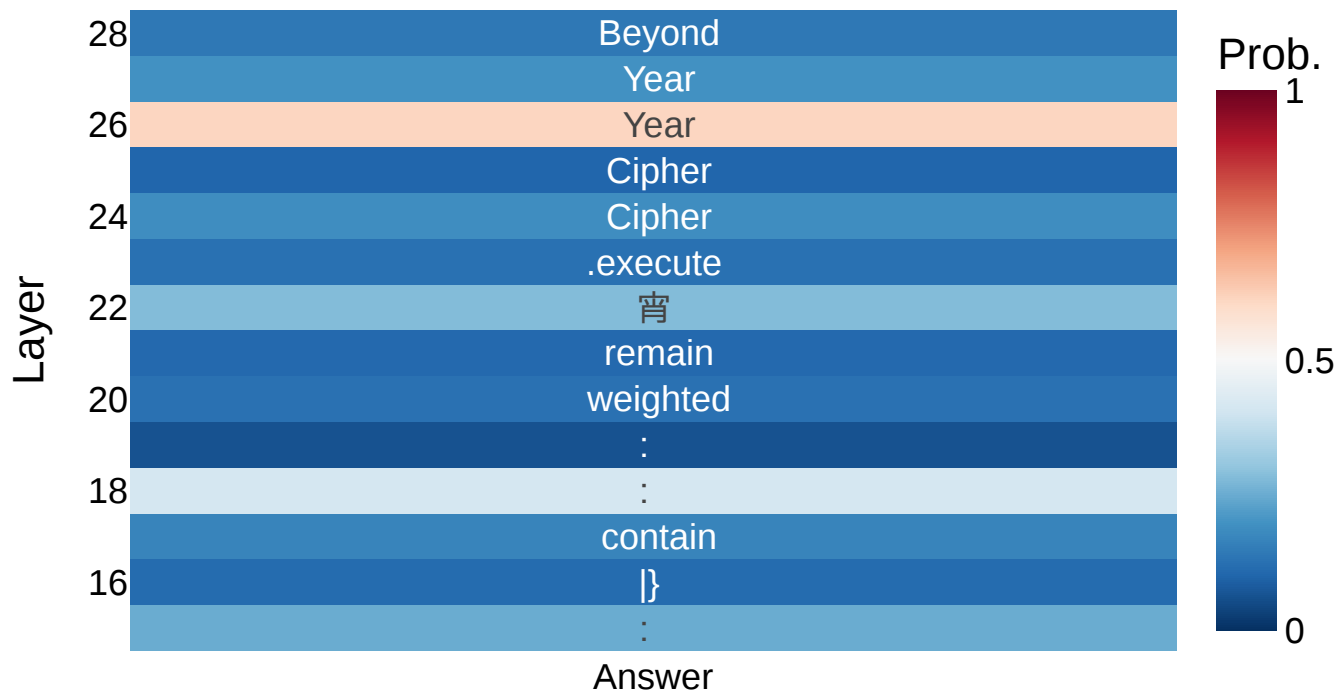 28 Beyond
Year
26 Year
Cipher
24 Cipher
.execute
22 宵
remain
20 weighted
:
18 :
contain
16 |}
:
Answer
Layer
Prob.
1
0.5
0